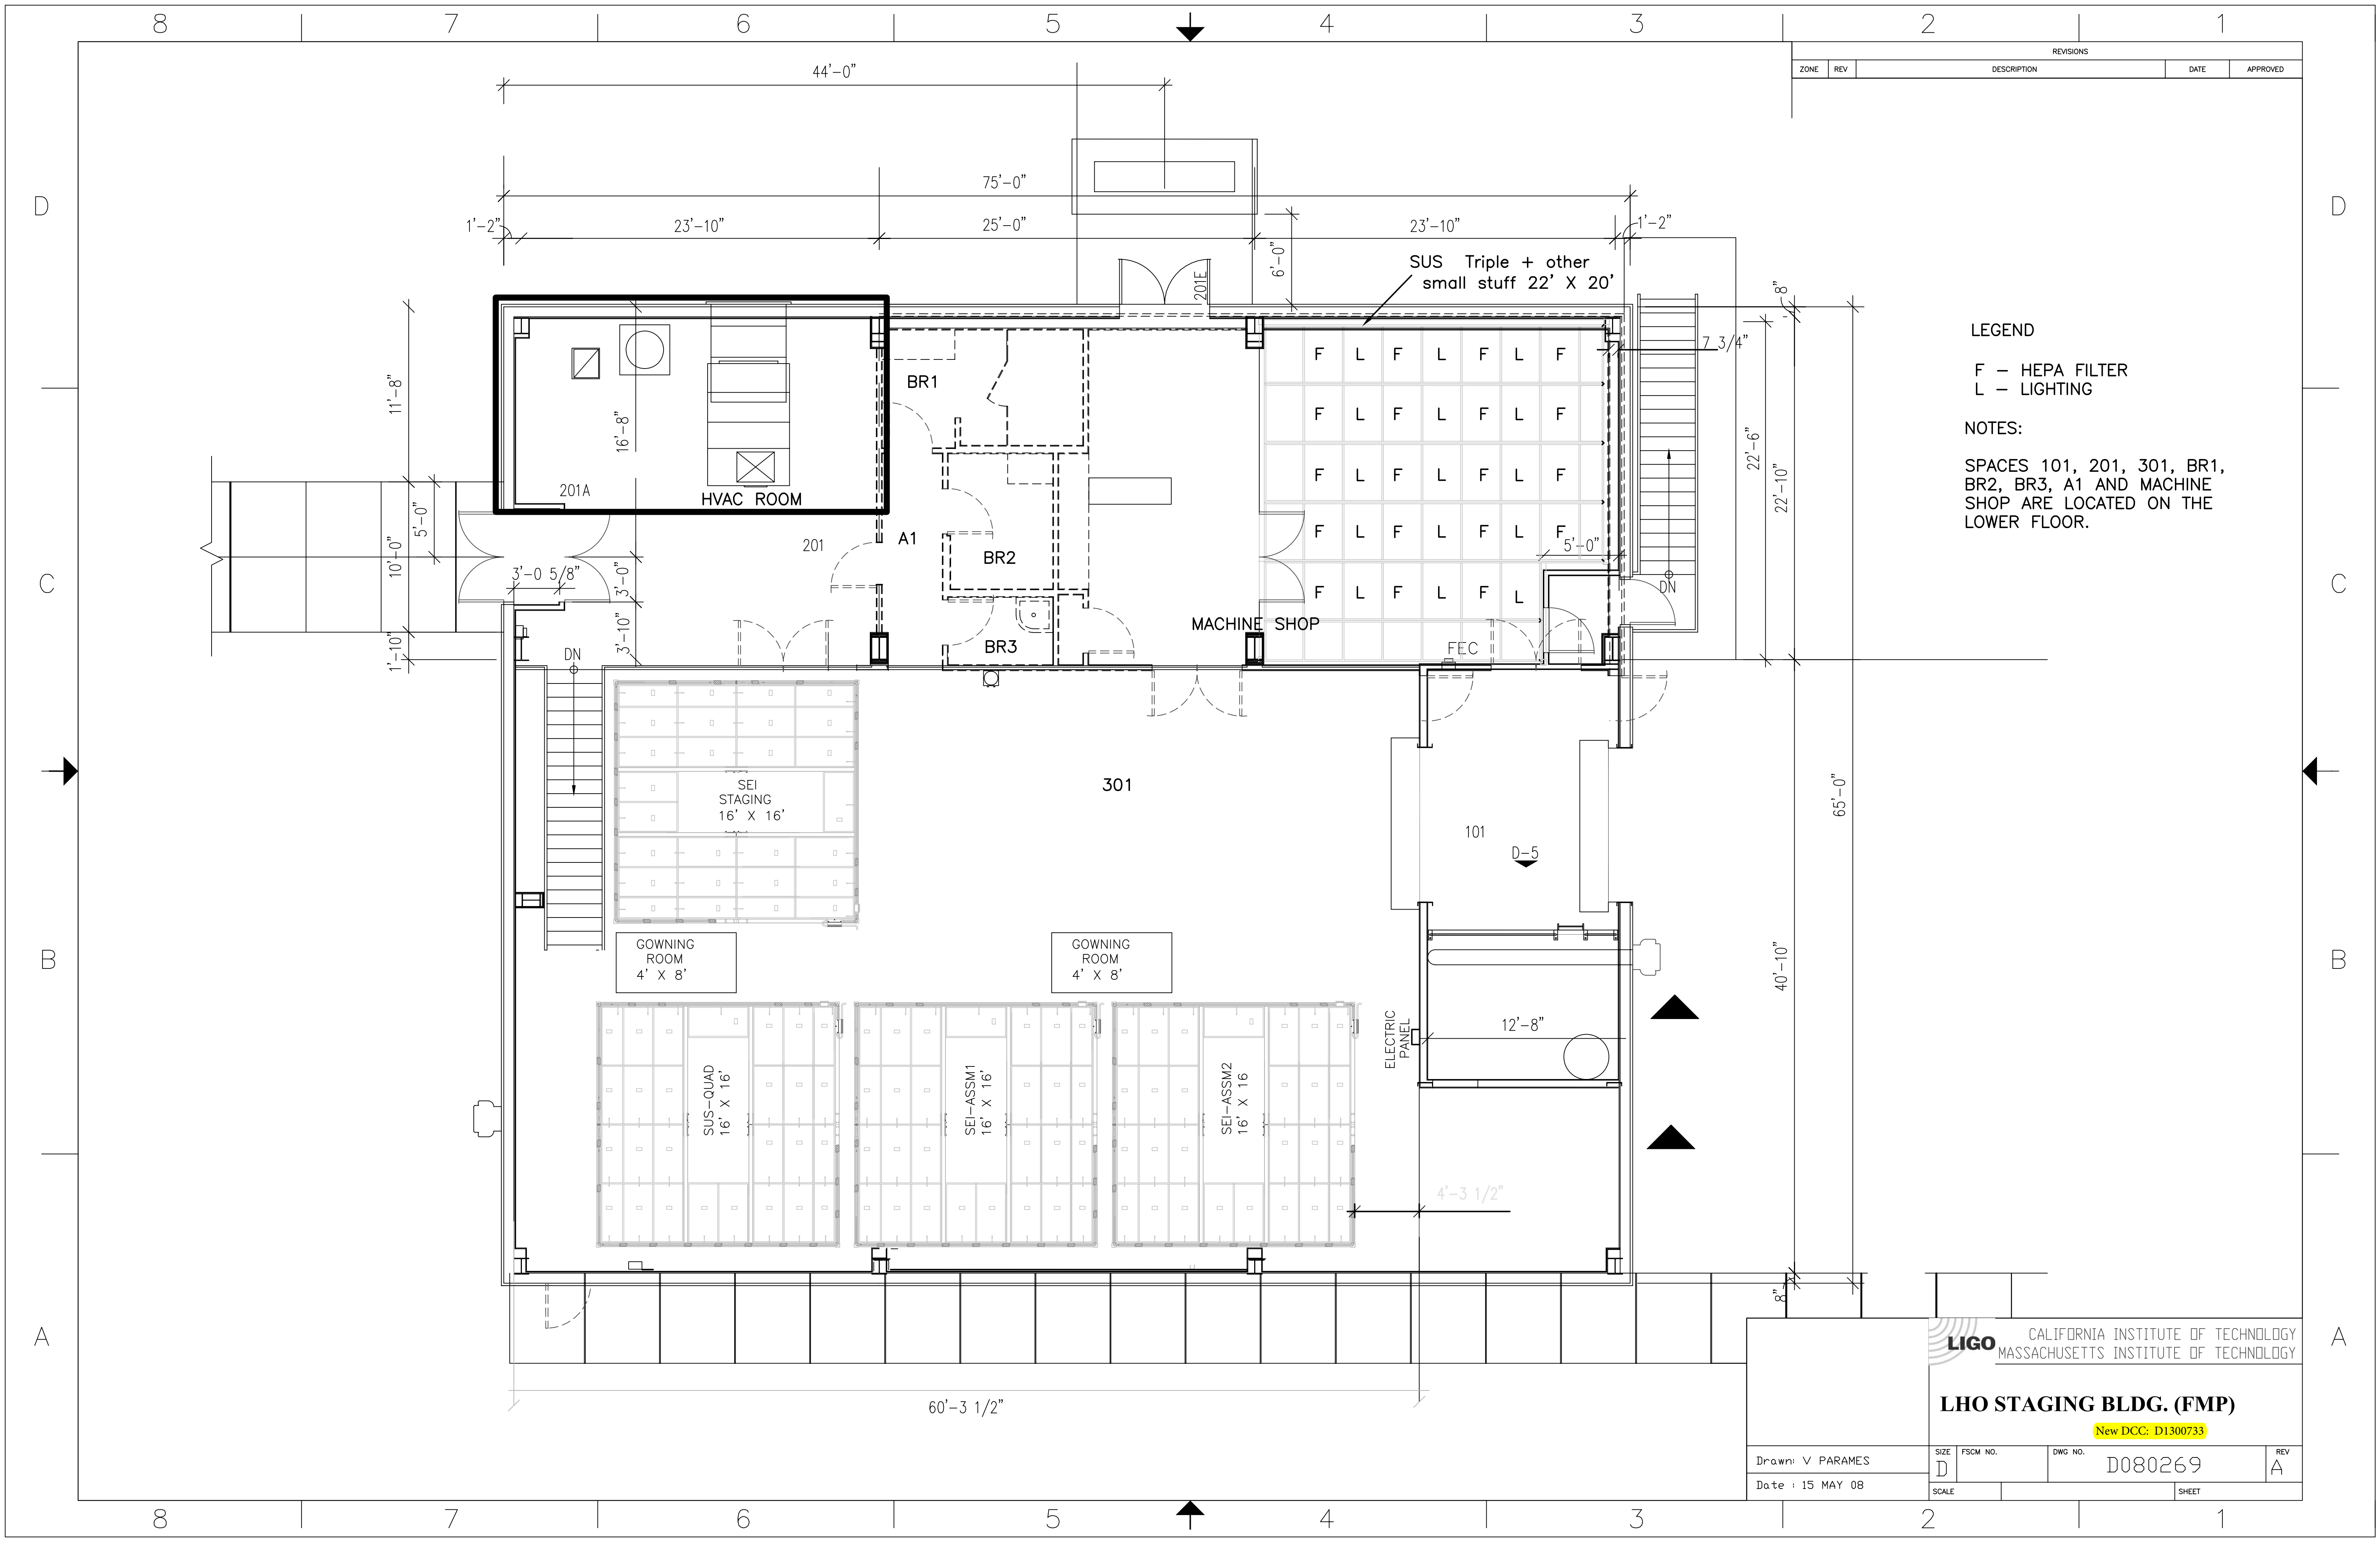 8 7 6 5 4 3 2 1
REVISIONS
ZONE REV DESCRIPTION DATE APPROVED
44'-0"
75'-0"
D D
1'-2" 23'-10" 25'-0" 23'-10" 1'-2"
6'-0"
201E
SUS Triple + other
small stuff 22' X 20'
8"
LEGEND
F – HEPA FILTER
L – LIGHTING
NOTES:
SPACES 101, 201, 301, BR1,
BR2, BR3, A1 AND MACHINE
SHOP ARE LOCATED ON THE
LOWER FLOOR.
7 3/4"
F L F L F L F
F L F L F L F
F L F L F L F
F L F L F L F
F L F L F L
BR1
11'-8"
16'-8"
22'-6"
22'-10"
201A
HVAC ROOM
5'-0"
10'-0"
201
A1
BR2
5'-0"
3'-0 5/8"
3'-0"
C C
DN
MACHINE SHOP
3'-10"
1'-10"
BR3
FEC
DN
SEI
STAGING
16' X 16'
301
65'-0"
101
D-5
GOWNING
ROOM
4' X 8'
GOWNING
ROOM
4' X 8'
B B
40'-10"
ELECTRIC
PANEL
12'-8"
SUS-QUAD
16' X 16'
SEI-ASSM1
16' X 16'
SEI-ASSM2
16' X 16
4'-3 1/2"
8"
A A
60'-3 1/2"
LIGO
CALIFORNIA INSTITUTE OF TECHNOLOGY
MASSACHUSETTS INSTITUTE OF TECHNOLOGY
LHO STAGING BLDG. (FMP)
New DCC: D1300733
Drawn: V PARAMES
Date : 15 MAY 08
SIZE
D
FSCM NO.
DWG NO.
D080269
REV
A
SCALE
SHEET
8 7 6 5 4 3 2 1